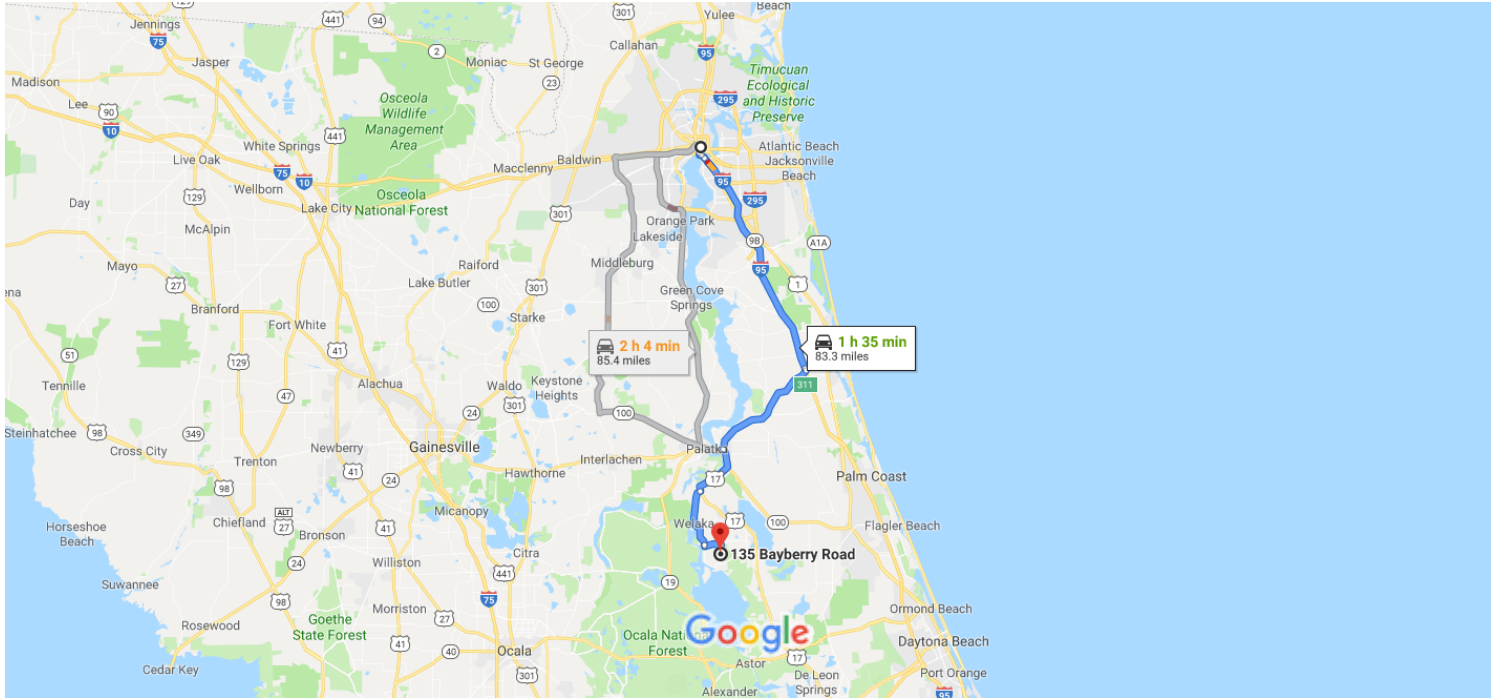 Jennings
441
94
301
Yulee
Beach
75
2
Callahan
95
Jasper
Moniac
St George
Madison
23
Timucuan
Ecological
and Historic
Preserve
Lee
90
Osceola
Wildlife
Management
Area
295
10
441
White Springs
Live Oak
75
Macclenny
Baldwin
Atlantic Beach
Jacksonville
Beach
Wellborn
10
95
Day
129
Lake City
Osceola
National Forest
301
295
McAlpin
Orange Park
Lakeside
9B
A1A
Mayo
27
Raiford
Middleburg
95
Lake Butler
1
Branford
100
Green Cove
Springs
Fort White
Starke
2 h 4 min
85.4 miles
1 h 35 min
83.3 miles
51
41
129
311
Tennille
Alachua
Waldo
Keystone
Heights
47
24
301
100
Steinhatchee
98
349
Cross City
Newberry
Gainesville
Palatka
Trenton
41
Interlachen
98
24
Hawthorne
17
Palm Coast
ALT
27
Micanopy
Horseshoe
Beach
Chiefland
Bronson
41
Welaka
17
100
Flagler Beach
Citra
135 Bayberry Road
Williston
441
Suwannee
27
75
19
98
Morriston
27
Ormond Beach
Rosewood
Goethe
State Forest
41
Ocala National
Forest
Google
Daytona Beach
40
Ocala
Astor
17
Cedar Key
301
De Leon
Springs
Port Orange
Alexander
95